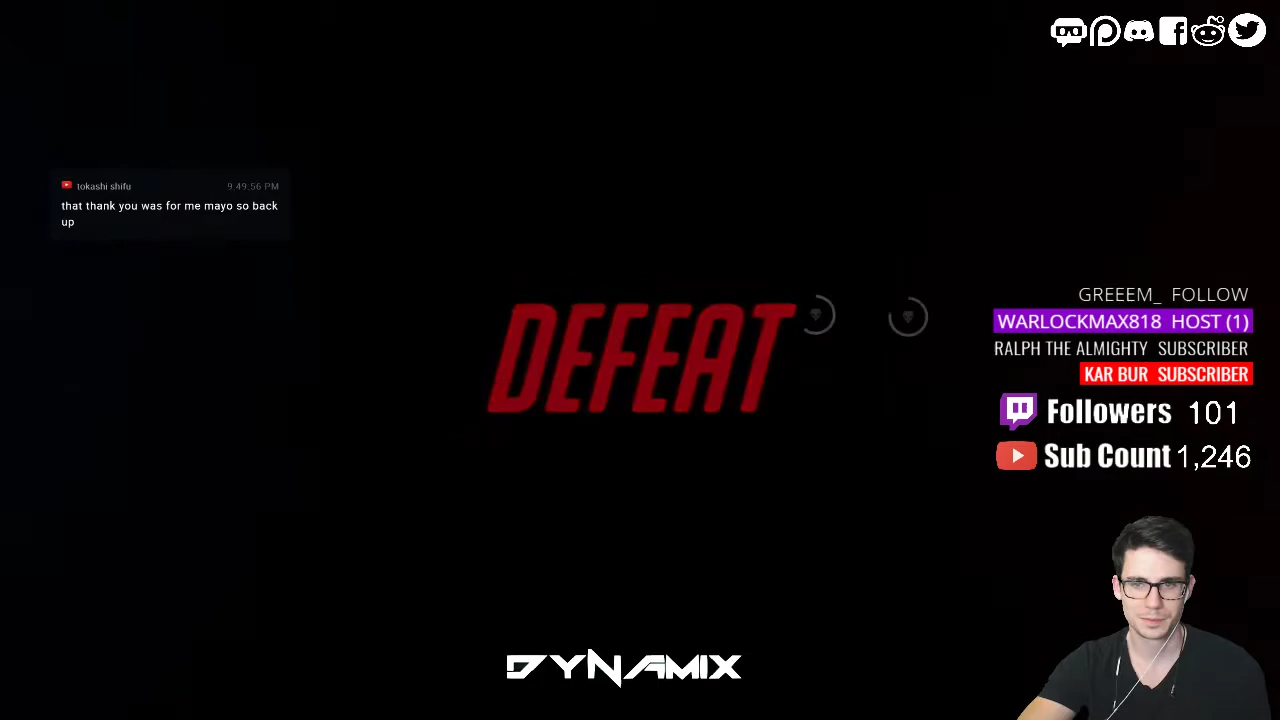 tokashi shifu 9:49:56 PM
that thank you was for me mayo so back
up
DEFEAT
GREEEM_ FOLLOW
WARLOCKMAX818 HOST (1)
RALPH THE ALMIGHTY SUBSCRIBER
KAR BUR SUBSCRIBER
Followers 101
Sub Count 1,246
DYNAMIX